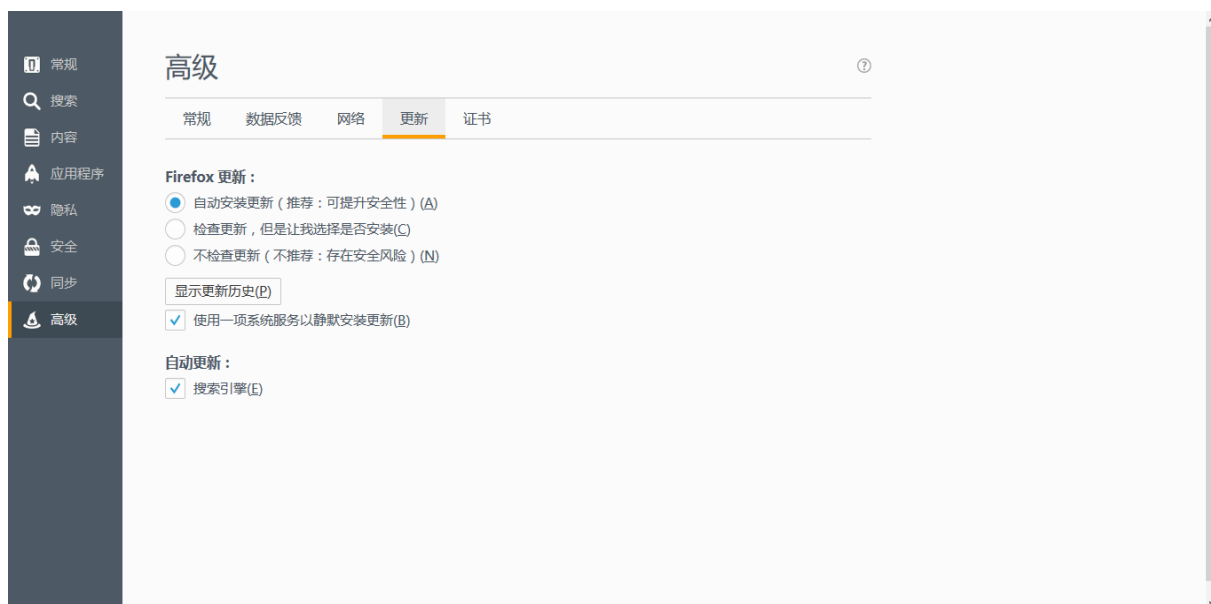 常规
搜索
内容
应用程序
隐私
安全
同步
高级
高级
常规 数据反馈 网络 更新 证书
Firefox 更新：
自动安装更新（推荐：可提升安全性）(A)
检查更新，但是让我选择是否安装(C)
不检查更新（不推荐：存在安全风险）(N)
显示更新历史(P)
使用一项系统服务以静默安装更新(B)
自动更新：
搜索引擎(E)